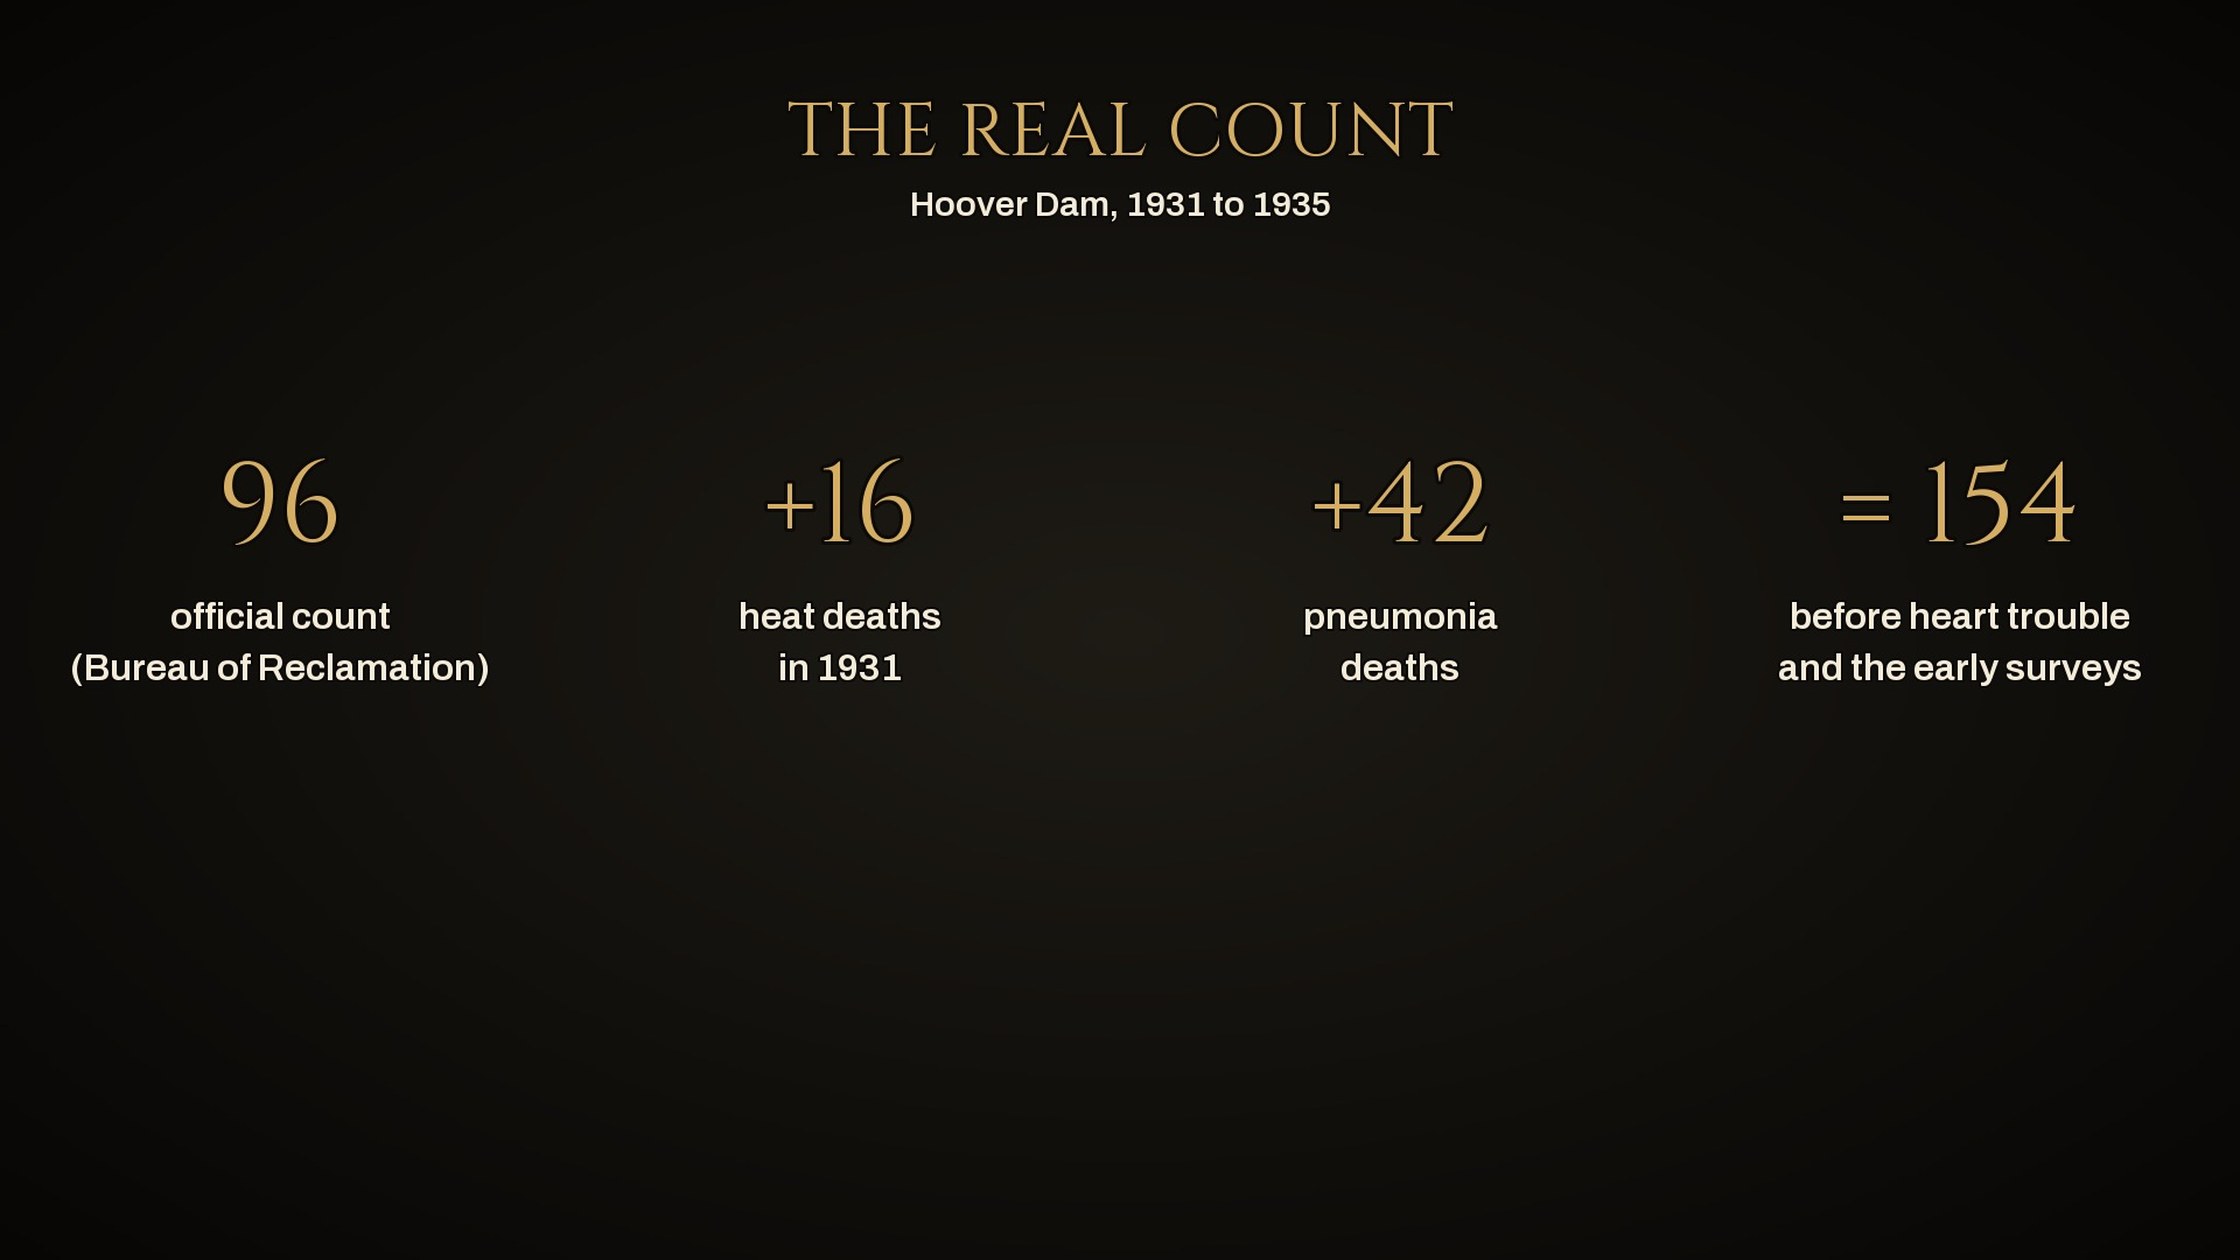 THE REAL COUNT
Hoover Dam, 1931 to 1935
96
official count
(Bureau of Reclamation)
+16
heat deaths
in 1931
+42
pneumonia
deaths
= 154
before heart trouble
and the early surveys